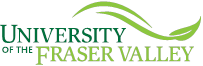 UNIVERSITY
OF THE FRASER VALLEY